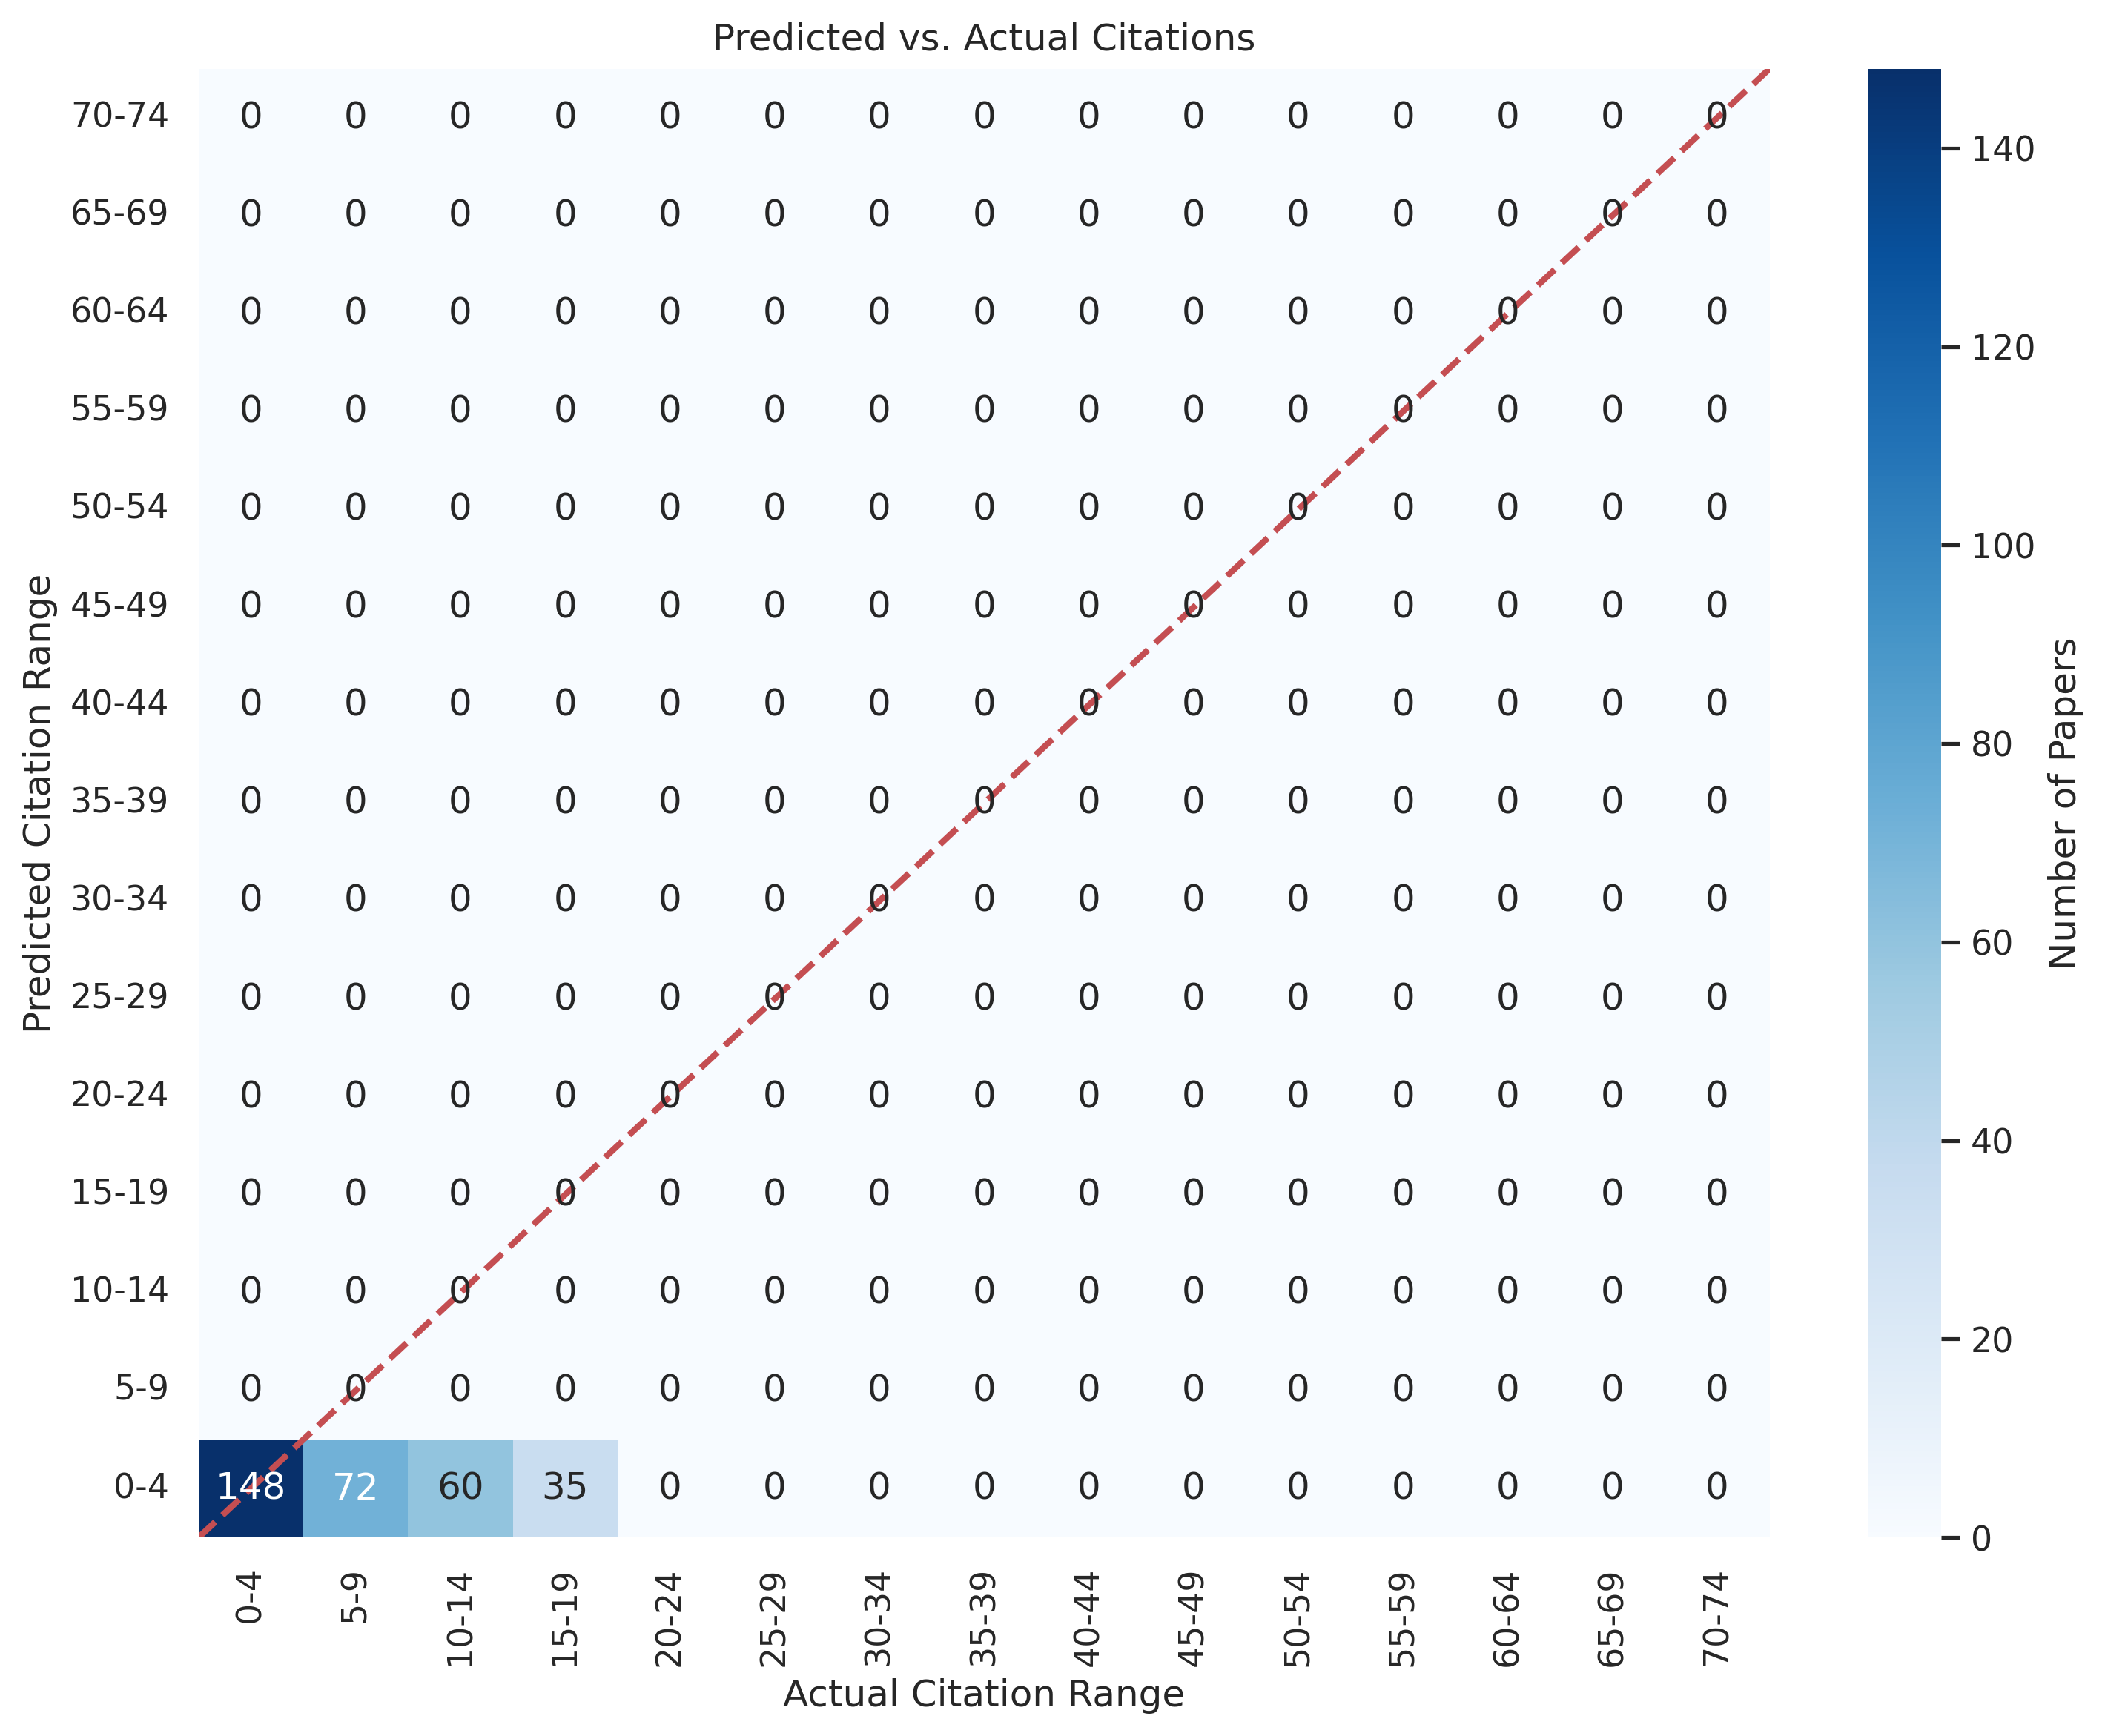 Predicted vs. Actual Citations
Predicted Citation Range
70-74 0 0 0 0 0 0 0 0 0 0 0 0 0 0 0
65-69 0 0 0 0 0 0 0 0 0 0 0 0 0 0 0
60-64 0 0 0 0 0 0 0 0 0 0 0 0 0 0 0
55-59 0 0 0 0 0 0 0 0 0 0 0 0 0 0 0
50-54 0 0 0 0 0 0 0 0 0 0 0 0 0 0 0
45-49 0 0 0 0 0 0 0 0 0 0 0 0 0 0 0
40-44 0 0 0 0 0 0 0 0 0 0 0 0 0 0 0
35-39 0 0 0 0 0 0 0 0 0 0 0 0 0 0 0
30-34 0 0 0 0 0 0 0 0 0 0 0 0 0 0 0
25-29 0 0 0 0 0 0 0 0 0 0 0 0 0 0 0
20-24 0 0 0 0 0 0 0 0 0 0 0 0 0 0 0
15-19 0 0 0 0 0 0 0 0 0 0 0 0 0 0 0
10-14 0 0 0 0 0 0 0 0 0 0 0 0 0 0 0
5-9 0 0 0 0 0 0 0 0 0 0 0 0 0 0 0
0-4 148 72 60 35 0 0 0 0 0 0 0 0 0 0 0
0-4 5-9 10-14 15-19 20-24 25-29 30-34 35-39 40-44 45-49 50-54 55-59 60-64 65-69 70-74
Actual Citation Range
140
120
100
80
60
40
20
0
Number of Papers